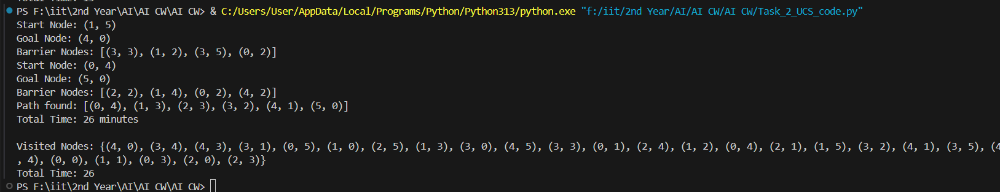 PS F:\iit\2nd Year\AI\AI CW\AI CW> & C:/Users/User/AppData/Local/Programs/Python/Python313/python.exe "f:/iit/2nd Year/AI/AI CW/AI CW/Task_2_UCS_code.py"
Start Node: (1, 5)
Goal Node: (4, 0)
Barrier Nodes: [(3, 3), (1, 2), (3, 5), (0, 2)]
Start Node: (0, 4)
Goal Node: (5, 0)
Barrier Nodes: [(2, 2), (1, 4), (0, 2), (4, 2)]
Path found: [(0, 4), (1, 3), (2, 3), (3, 2), (4, 1), (5, 0)]
Total Time: 26 minutes
Visited Nodes: {(4, 0), (3, 4), (4, 3), (3, 1), (0, 5), (1, 0), (2, 5), (1, 3), (3, 0), (4, 5), (3, 3), (0, 1), (2, 4), (1, 2), (0, 4), (2, 1), (1, 5), (3, 2), (4, 1), (3, 5), (4
, 4), (0, 0), (1, 1), (0, 3), (2, 0), (2, 3)}
Total Time: 26
PS F:\iit\2nd Year\AI\AI CW\AI CW>